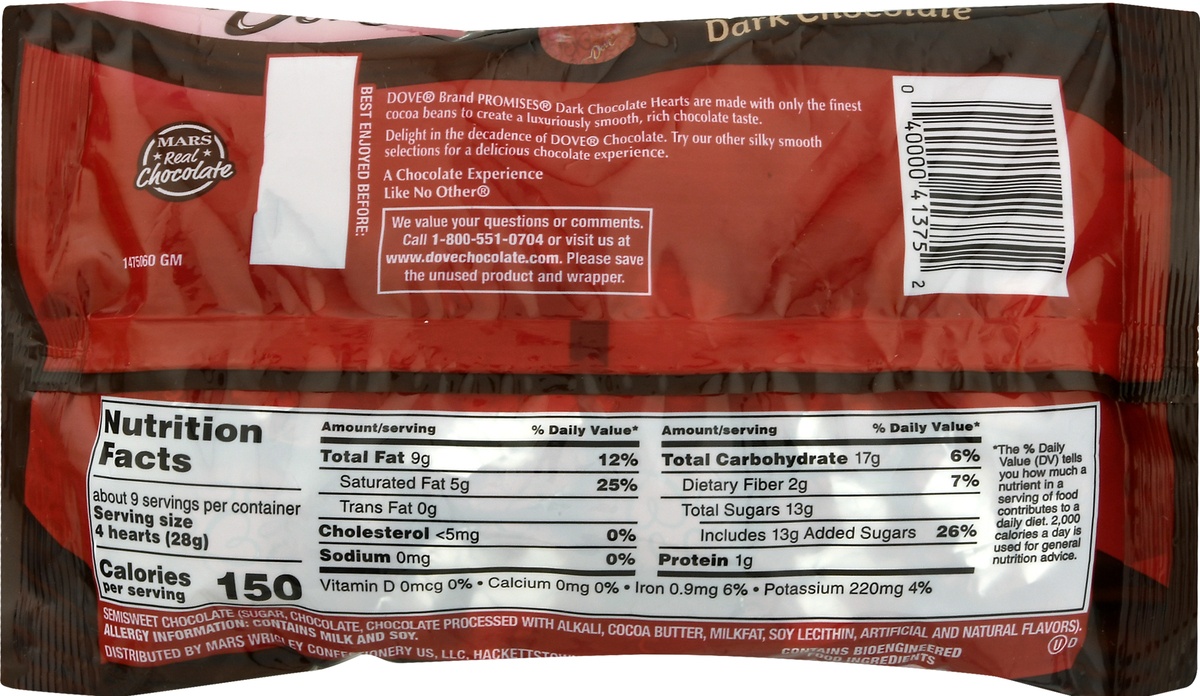 Dark Chocolate
Dove
MARS
Real
Chocolate
1475060 GM
BEST ENJOYED BEFORE:
DOVE® Brand PROMISES® Dark Chocolate Hearts are made with only the finest
cocoa beans to create a luxuriously smooth, rich chocolate taste.
Delight in the decadence of DOVE® Chocolate. Try our other silky smooth
selections for a delicious chocolate experience.
A Chocolate Experience
Like No Other®
We value your questions or comments.
Call 1-800-551-0704 or visit us at
www.dovechocolate.com. Please save
the unused product and wrapper.
0 40000 41375 2
Nutrition
Facts
about 9 servings per container
Serving size
4 hearts (28g)
Calories
per serving 150
Amount/serving % Daily Value*
Total Fat 9g 12%
Saturated Fat 5g 25%
Trans Fat 0g
Cholesterol <5mg 0%
Sodium 0mg 0%
Amount/serving % Daily Value*
Total Carbohydrate 17g 6%
Dietary Fiber 2g 7%
Total Sugars 13g
Includes 13g Added Sugars 26%
Protein 1g
Vitamin D 0mcg 0% • Calcium 0mg 0% • Iron 0.9mg 6% • Potassium 220mg 4%
*The % Daily
Value (DV) tells
you how much a
nutrient in a
serving of food
contributes to a
daily diet. 2,000
calories a day is
used for general
nutrition advice.
SEMISWEET CHOCOLATE (SUGAR, CHOCOLATE, CHOCOLATE PROCESSED WITH ALKALI, COCOA BUTTER, MILKFAT, SOY LECITHIN, ARTIFICIAL AND NATURAL FLAVORS).
ALLERGY INFORMATION: CONTAINS MILK AND SOY.
DISTRIBUTED BY MARS WRIGLEY CONFECTIONERY US, LLC, HACKETTSTOWN
CONTAINS BIOENGINEERED
FOOD INGREDIENTS
U D